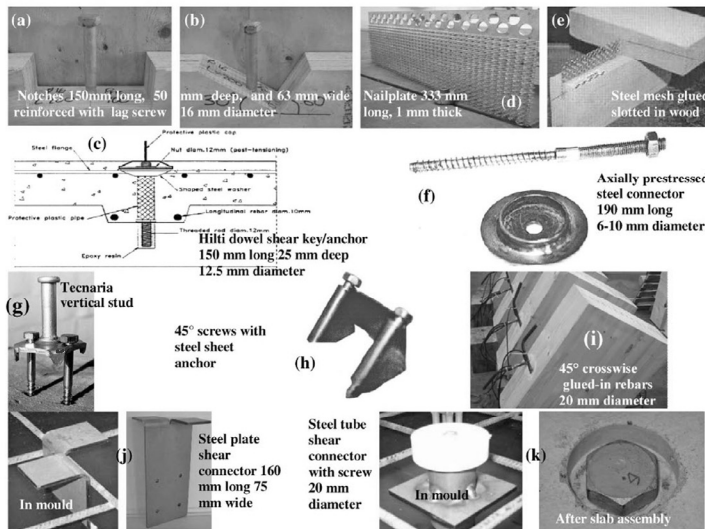 (a)
Notches 150mm long, 50
reinforced with lag screw
(b)
mm deep, and 63 mm wide
16 mm diameter
Nailplate 333 mm
long, 1 mm thick
(d)
(e)
Steel mesh glued
slotted in wood
(c)
Protective plastic cap
Nut diam.12mm (post-tensioning)
Steel flange
Shaped steel washer
Protective plastic pipe
Longitudinal rebar diam.10mm
Threaded rod diam.12mm
Epoxy resin
Hilti dowel shear key/anchor
150 mm long 25 mm deep
12.5 mm diameter
(f)
Axially prestressed
steel connector
190 mm long
6-10 mm diameter
(g)
Tecnaria
vertical stud
45° screws with
steel sheet
anchor
(h)
(i)
45° crosswise
glued-in rebars
20 mm diameter
In mould
(j)
Steel plate
shear
connector 160
mm long 75
mm wide
Steel tube
shear
connector
with screw
20 mm
diameter
In mould
(k)
After slab assembly